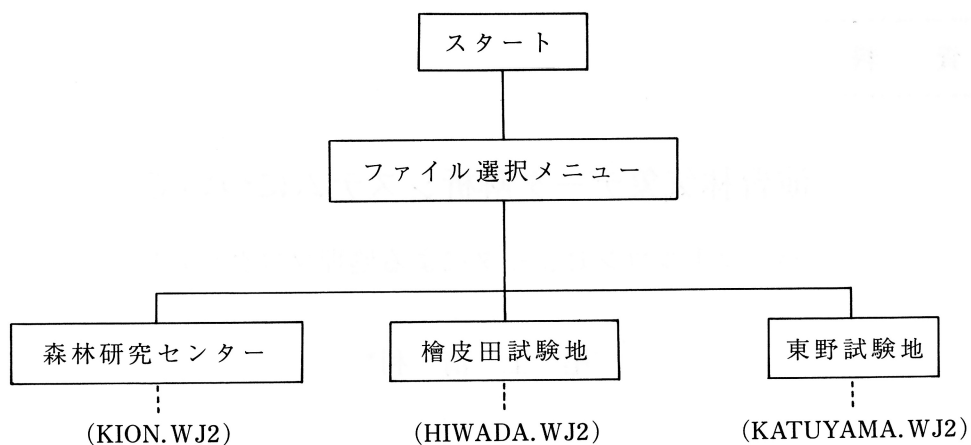 スタート
ファイル選択メニュー
森林研究センター
檜皮田試験地
東野試験地
(KION.WJ2)
(HIWADA.WJ2)
(KATUYAMA.WJ2)